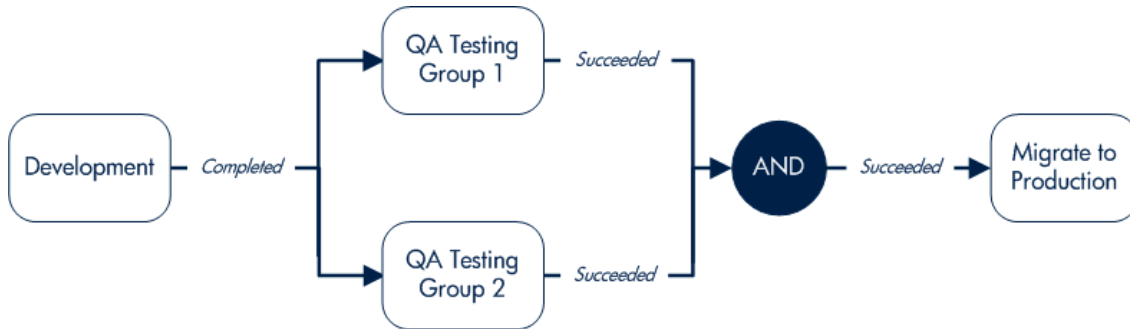 Development
Completed
QA Testing
Group 1
Succeeded
QA Testing
Group 2
Succeeded
AND
Succeeded
Migrate to
Production